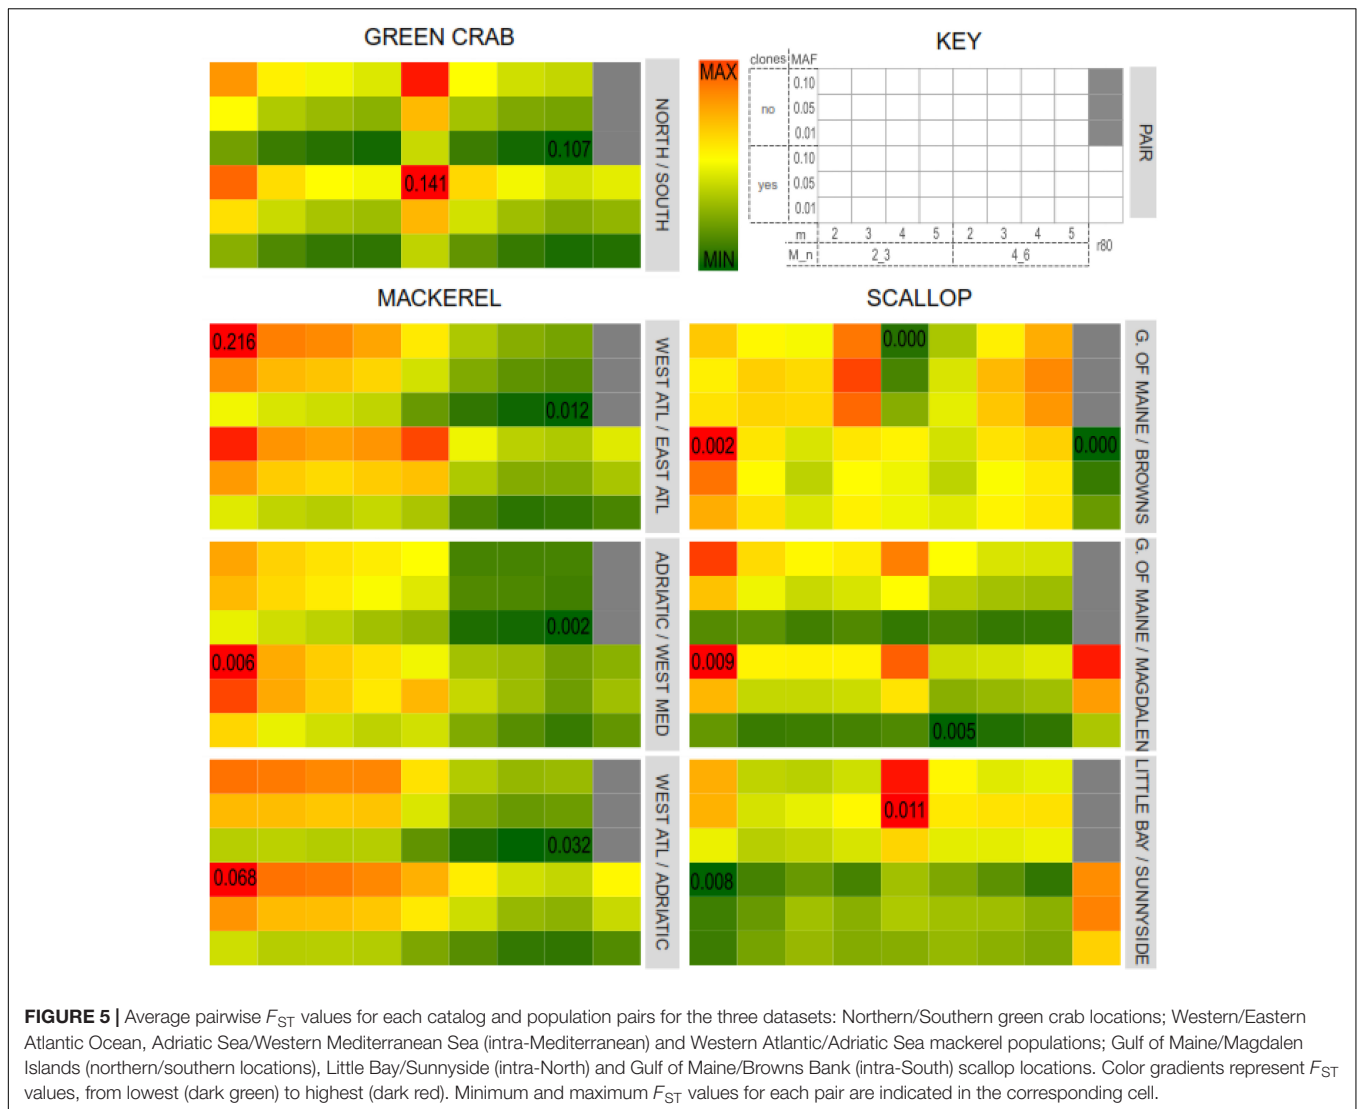 GREEN CRAB
0.107
0.141
NORTH / SOUTH
MAX
MIN
KEY
clones MAF
no
0.10
0.05
0.01
yes
0.10
0.05
0.01
m 2 3 4 5 2 3 4 5 r80
M_n 2_3 4_6
PAIR
MACKEREL
0.216
0.012
WEST ATL / EAST ATL
0.002
0.006
ADRIATIC / WEST MED
0.032
0.068
WEST ATL / ADRIATIC
SCALLOP
0.000
0.002
0.000
G. OF MAINE / BROWNS
0.009
0.005
G. OF MAINE / MAGDALEN
0.011
0.008
LITTLE BAY / SUNNYSIDE
FIGURE 5 | Average pairwise FST values for each catalog and population pairs for the three datasets: Northern/Southern green crab locations; Western/Eastern
Atlantic Ocean, Adriatic Sea/Western Mediterranean Sea (intra-Mediterranean) and Western Atlantic/Adriatic Sea mackerel populations; Gulf of Maine/Magdalen
Islands (northern/southern locations), Little Bay/Sunnyside (intra-North) and Gulf of Maine/Browns Bank (intra-South) scallop locations. Color gradients represent FST
values, from lowest (dark green) to highest (dark red). Minimum and maximum FST values for each pair are indicated in the corresponding cell.